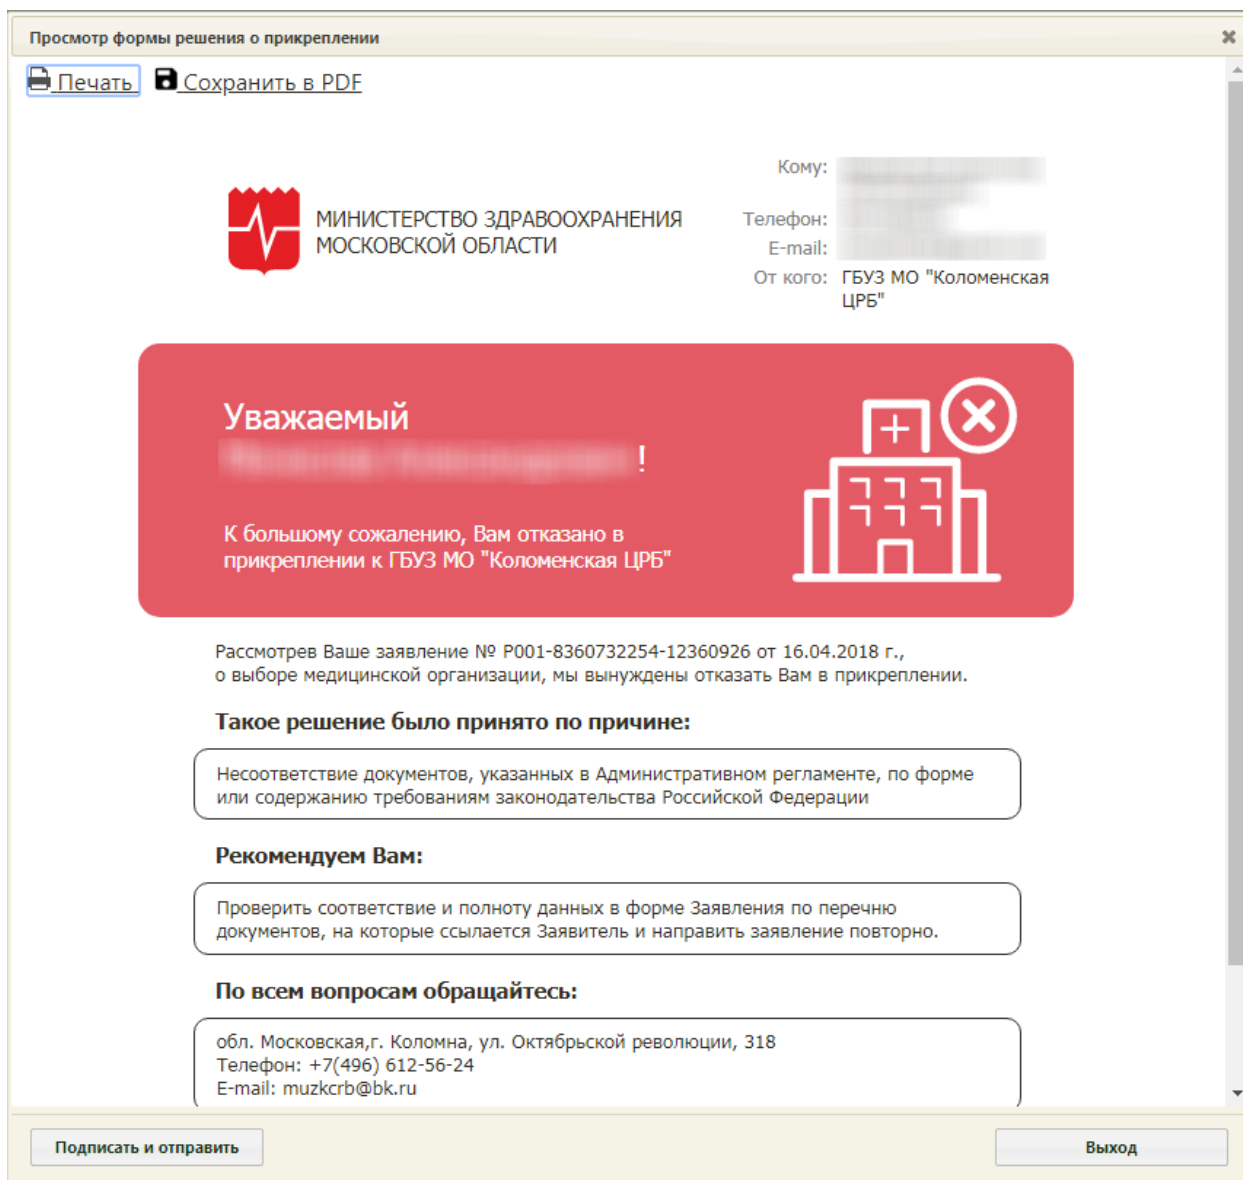 Просмотр формы решения о прикреплении
Печать Сохранить в PDF
Кому:
МИНИСТЕРСТВО ЗДРАВООХРАНЕНИЯ
МОСКОВСКОЙ ОБЛАСТИ
Телефон:
E-mail:
От кого: ГБУЗ МО "Коломенская
ЦРБ"
Уважаемый
!
К большому сожалению, Вам отказано в
прикреплении к ГБУЗ МО "Коломенская ЦРБ"
Рассмотрев Ваше заявление № P001-8360732254-12360926 от 16.04.2018 г.,
о выборе медицинской организации, мы вынуждены отказать Вам в прикреплении.
Такое решение было принято по причине:
Несоответствие документов, указанных в Административном регламенте, по форме
или содержанию требованиям законодательства Российской Федерации
Рекомендуем Вам:
Проверить соответствие и полноту данных в форме Заявления по перечню
документов, на которые ссылается Заявитель и направить заявление повторно.
По всем вопросам обращайтесь:
обл. Московская,г. Коломна, ул. Октябрьской революции, 318
Телефон: +7(496) 612-56-24
E-mail: muzkcrb@bk.ru
Подписать и отправить
Выход